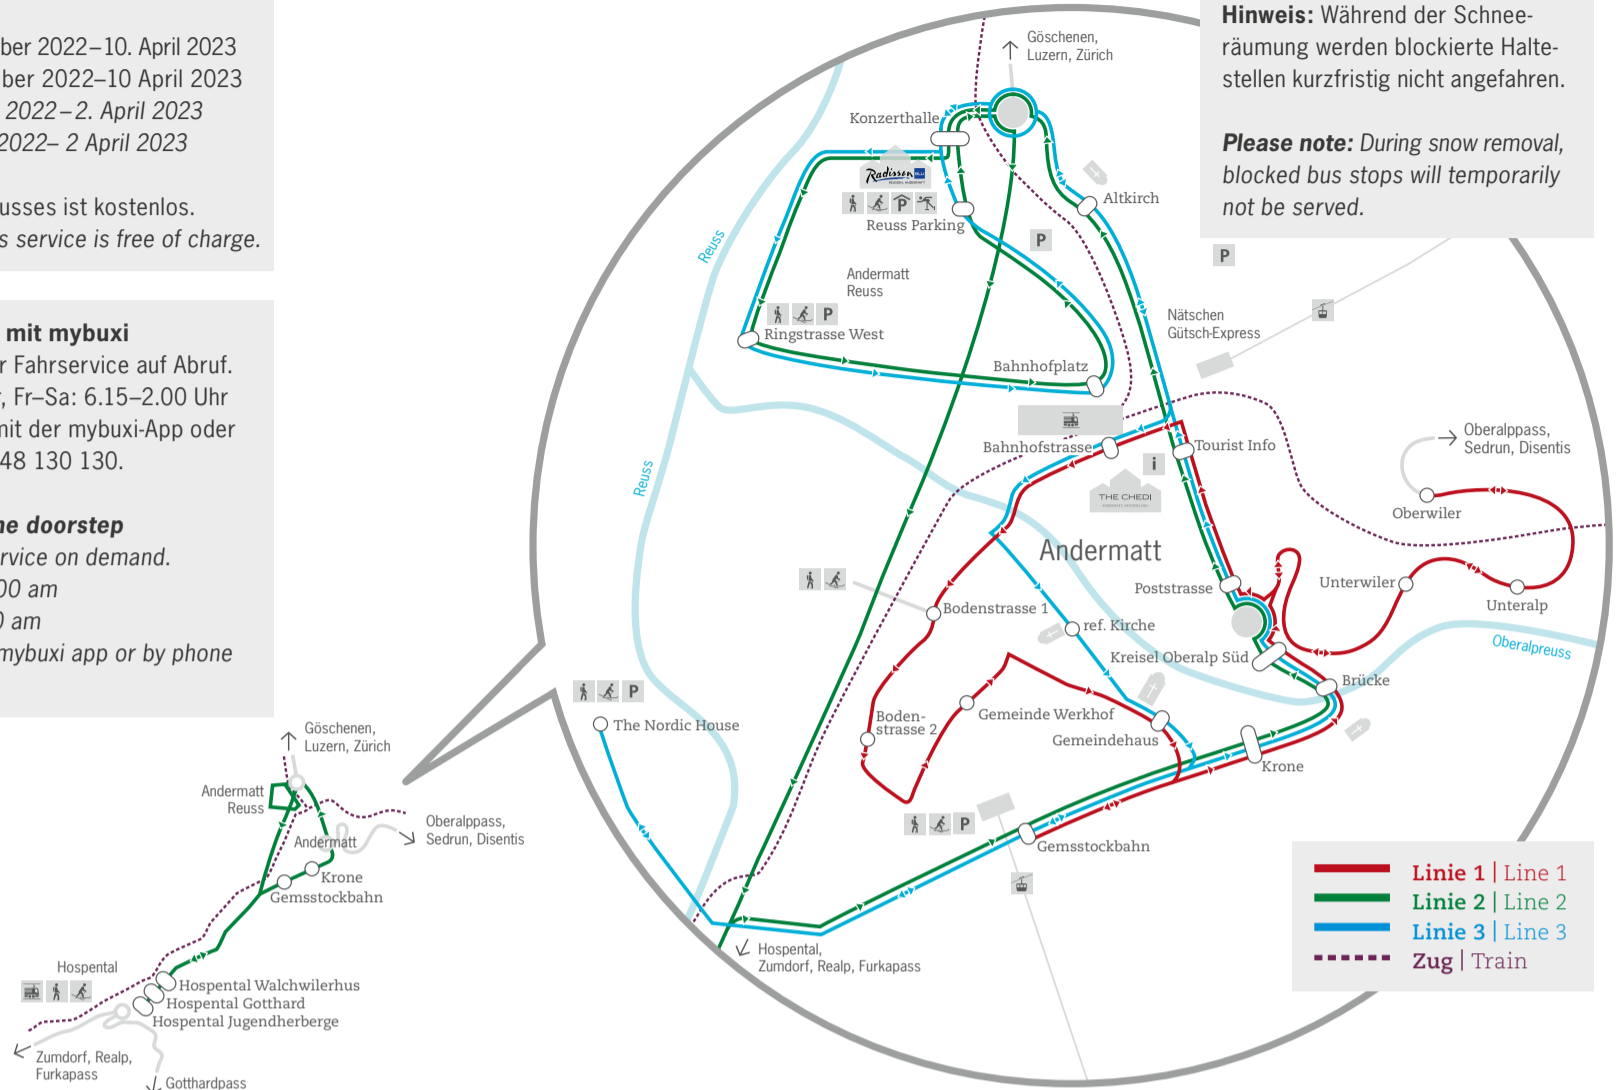 ber 2022–10. April 2023
ber 2022–10 April 2023
2022–2. April 2023
2022– 2 April 2023
usses ist kostenlos.
s service is free of charge.
mit mybuxi
r Fahrservice auf Abruf.
, Fr–Sa: 6.15–2.00 Uhr
mit der mybuxi-App oder
48 130 130.
ne doorstep
rvice on demand.
00 am
0 am
mybuxi app or by phone
Hinweis: Während der Schnee-
räumung werden blockierte Halte-
stellen kurzfristig nicht angefahren.
Please note: During snow removal,
blocked bus stops will temporarily
not be served.
Göschenen,
Luzern, Zürich
Konzerthalle
Radisson BLU
P
Reuss Parking
Altkirch
P
P
Reuss
Andermatt
Reuss
P
Ringstrasse West
Nätschen
Gütsch-Express
Bahnhofplatz
Bahnhofstrasse
Tourist Info
i
THE CHEDI
Oberalppass,
Sedrun, Disentis
Oberwiler
Reuss
Andermatt
Poststrasse
Unterwiler
Unteralp
Bodenstrasse 1
ref. Kirche
Kreisel Oberalp Süd
Oberalpreuss
Brücke
P
The Nordic House
Boden-
strasse 2
Gemeinde Werkhof
Gemeindehaus
Krone
P
Gemsstockbahn
Hospental,
Zumdorf, Realp, Furkapass
Göschenen,
Luzern, Zürich
Andermatt
Reuss
Andermatt
Oberalppass,
Sedrun, Disentis
Krone
Gemsstockbahn
Hospental
Hospental Walchwilerhus
Hospental Gotthard
Hospental Jugendherberge
Zumdorf, Realp,
Furkapass
Gotthardpass
Linie 1 | Line 1
Linie 2 | Line 2
Linie 3 | Line 3
Zug | Train